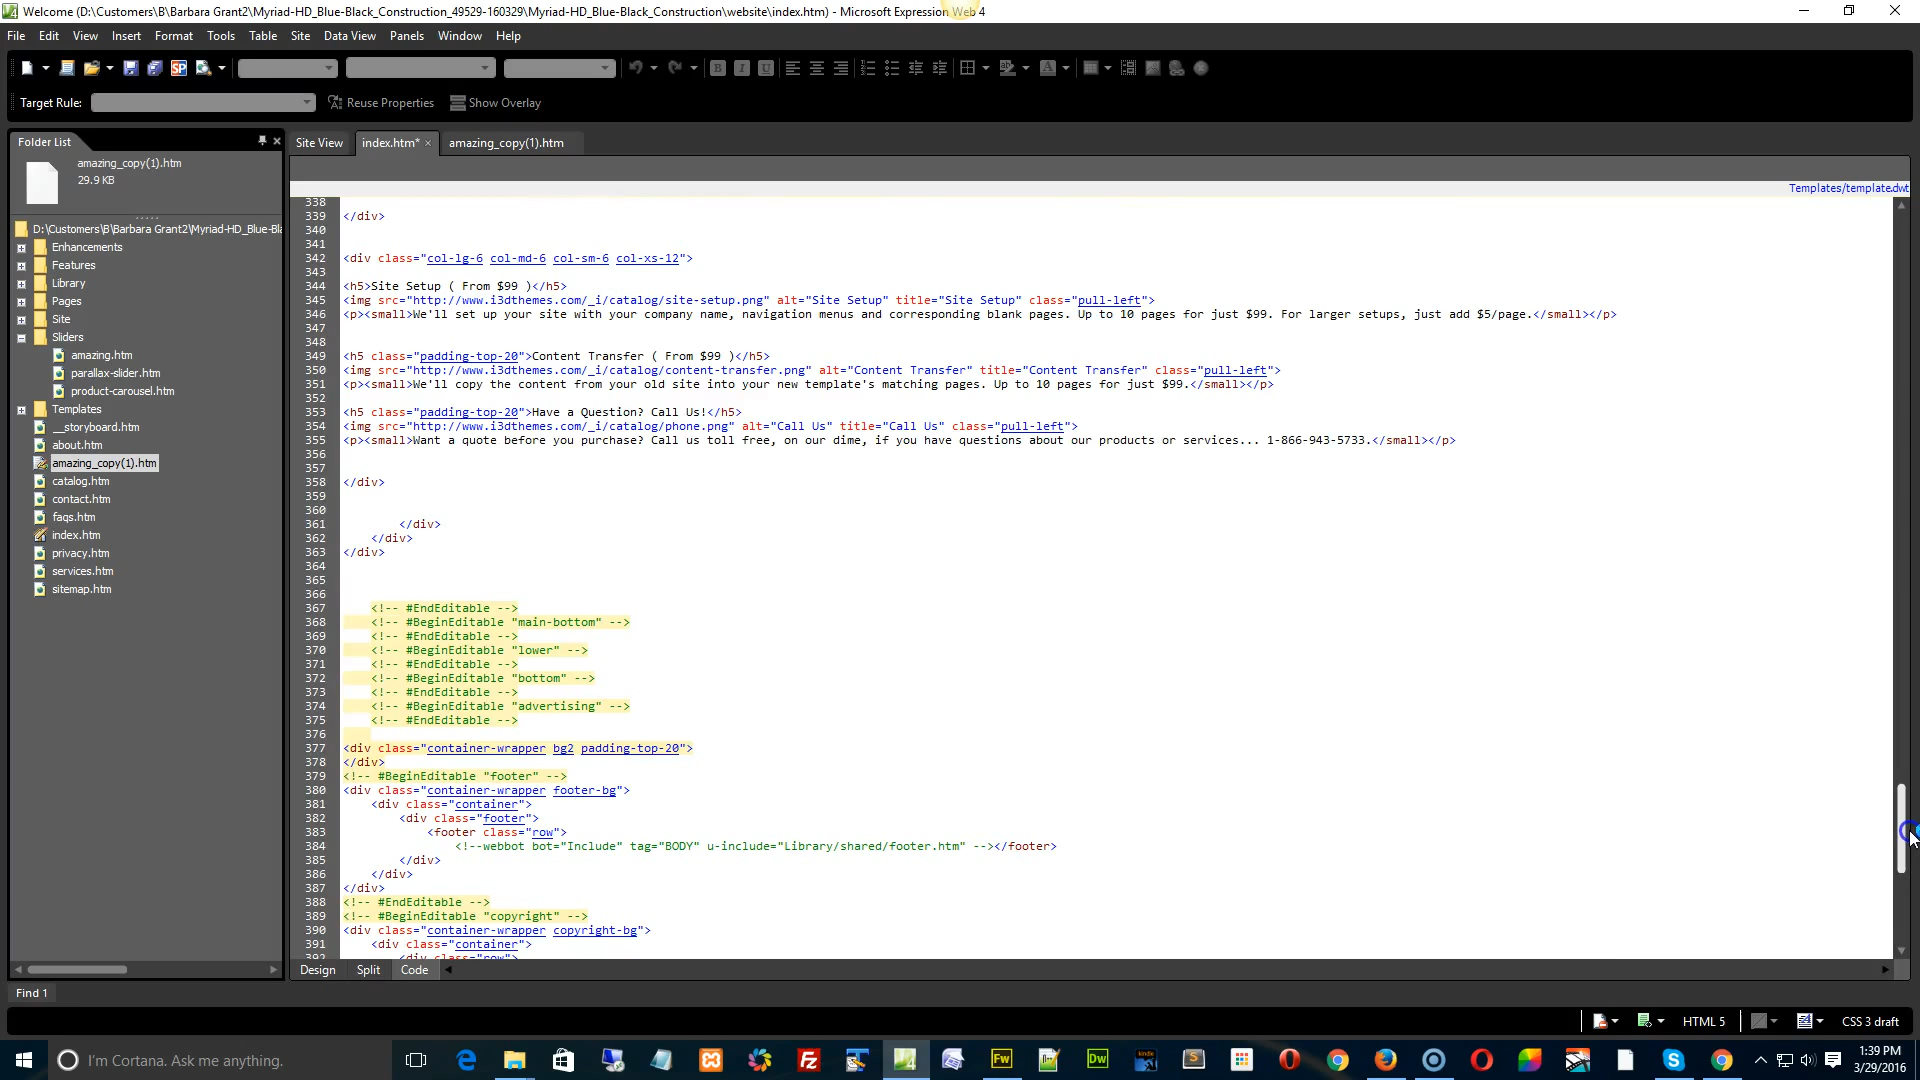 Welcome (D:\Customers\B\Barbara Grant2\Myriad-HD_Blue-Black_Construction_49529-160329\Myriad-HD_Blue-Black_Construction\website\index.htm) - Microsoft Expression Web 4
File Edit View Insert Format Tools Table Site Data View Panels Window Help
Target Rule: Reuse Properties Show Overlay
Folder List
amazing_copy(1).htm
29.9 KB
D:\Customers\B\Barbara Grant2\Myriad-HD_Blue-Bla
Enhancements
Features
Library
Pages
Site
Sliders
amazing.htm
parallax-slider.htm
product-carousel.htm
Templates
__storyboard.htm
about.htm
amazing_copy(1).htm
catalog.htm
contact.htm
faqs.htm
index.htm
privacy.htm
services.htm
sitemap.htm
Site View index.htm* × amazing_copy(1).htm
Templates/template.dwt
338
339 </div>
340
341
342 <div class="col-lg-6 col-md-6 col-sm-6 col-xs-12">
343
344 <h5>Site Setup ( From $99 )</h5>
345 <img src="http://www.i3dthemes.com/_i/catalog/site-setup.png" alt="Site Setup" title="Site Setup" class="pull-left">
346 <p><small>We'll set up your site with your company name, navigation menus and corresponding blank pages. Up to 10 pages for just $99. For larger setups, just add $5/page.</small></p>
347
348
349 <h5 class="padding-top-20">Content Transfer ( From $99 )</h5>
350 <img src="http://www.i3dthemes.com/_i/catalog/content-transfer.png" alt="Content Transfer" title="Content Transfer" class="pull-left">
351 <p><small>We'll copy the content from your old site into your new template's matching pages. Up to 10 pages for just $99.</small></p>
352
353 <h5 class="padding-top-20">Have a Question? Call Us!</h5>
354 <img src="http://www.i3dthemes.com/_i/catalog/phone.png" alt="Call Us" title="Call Us" class="pull-left">
355 <p><small>Want a quote before you purchase? Call us toll free, on our dime, if you have questions about our products or services... 1-866-943-5733.</small></p>
356
357
358 </div>
359
360
361 </div>
362 </div>
363 </div>
364
365
366
367 <!-- #EndEditable -->
368 <!-- #BeginEditable "main-bottom" -->
369 <!-- #EndEditable -->
370 <!-- #BeginEditable "lower" -->
371 <!-- #EndEditable -->
372 <!-- #BeginEditable "bottom" -->
373 <!-- #EndEditable -->
374 <!-- #BeginEditable "advertising" -->
375 <!-- #EndEditable -->
376
377 <div class="container-wrapper bg2 padding-top-20">
378 </div>
379 <!-- #BeginEditable "footer" -->
380 <div class="container-wrapper footer-bg">
381 <div class="container">
382 <div class="footer">
383 <footer class="row">
384 <!--webbot bot="Include" tag="BODY" u-include="Library/shared/footer.htm" --></footer>
385 </div>
386 </div>
387 </div>
388 <!-- #EndEditable -->
389 <!-- #BeginEditable "copyright" -->
390 <div class="container-wrapper copyright-bg">
391 <div class="container">
392 <div class="row">
Design Split Code
Find 1
HTML 5 CSS 3 draft
I'm Cortana. Ask me anything.
1:39 PM
3/29/2016